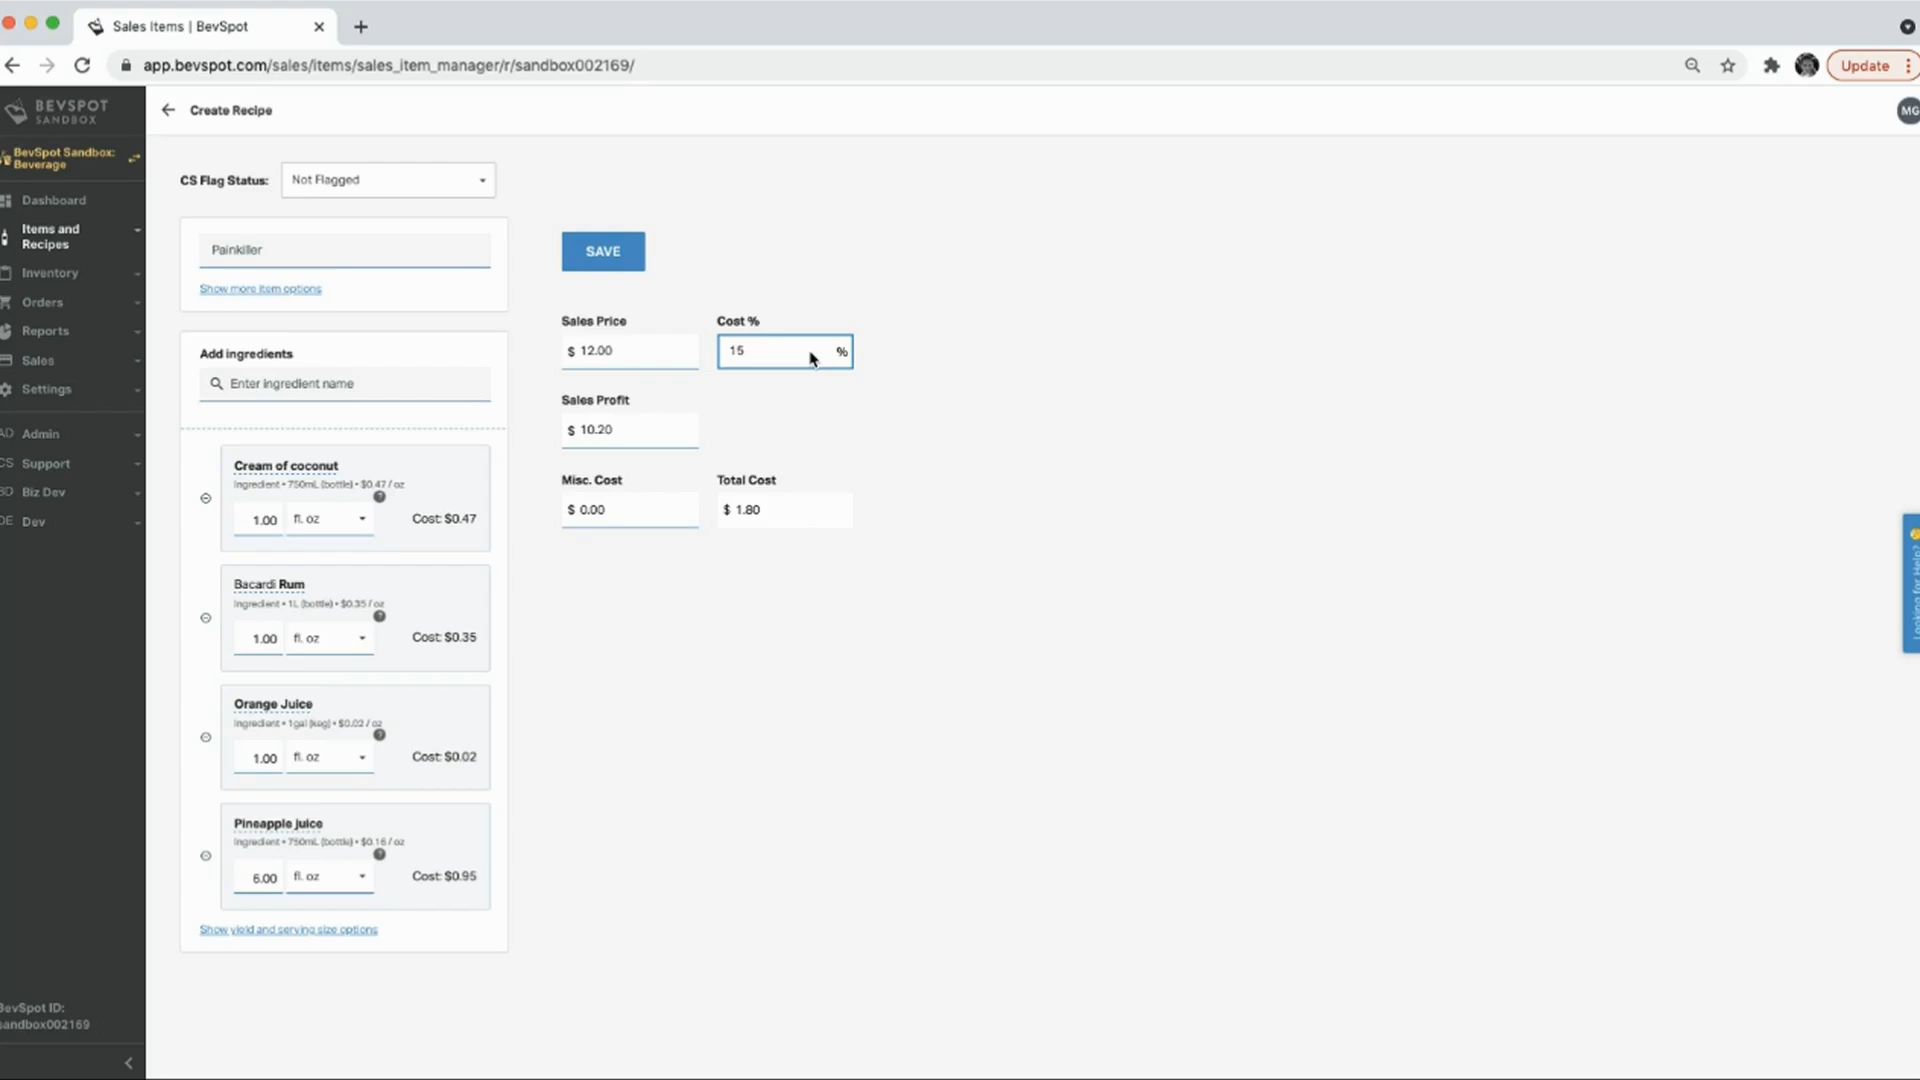 Sales Items | BevSpot
app.bevspot.com/sales/items/sales_item_manager/r/sandbox002169/
Update
BEVSPOT
SANDBOX
Create Recipe
MG
BevSpot Sandbox:
Beverage
CS Flag Status:
Not Flagged
Dashboard
Items and
Recipes
Inventory
Orders
Reports
Sales
Settings
AD Admin
CS Support
BD Biz Dev
DE Dev
Painkiller
Show more item options
SAVE
Sales Price
Cost %
$ 12.00
15
%
Sales Profit
$ 10.20
Misc. Cost
Total Cost
$ 0.00
$ 1.80
Add ingredients
Enter ingredient name
Cream of coconut
Ingredient • 750mL (bottle) • $0.47 / oz
?
1.00
fl. oz
Cost: $0.47
Bacardi Rum
Ingredient • 1L (bottle) • $0.35 / oz
?
1.00
fl. oz
Cost: $0.35
Orange Juice
Ingredient • 1gal (keg) • $0.02 / oz
?
1.00
fl. oz
Cost: $0.02
Pineapple juice
Ingredient • 750mL (bottle) • $0.16 / oz
?
6.00
fl. oz
Cost: $0.95
Show yield and serving size options
Looking for Help?
BevSpot ID:
sandbox002169